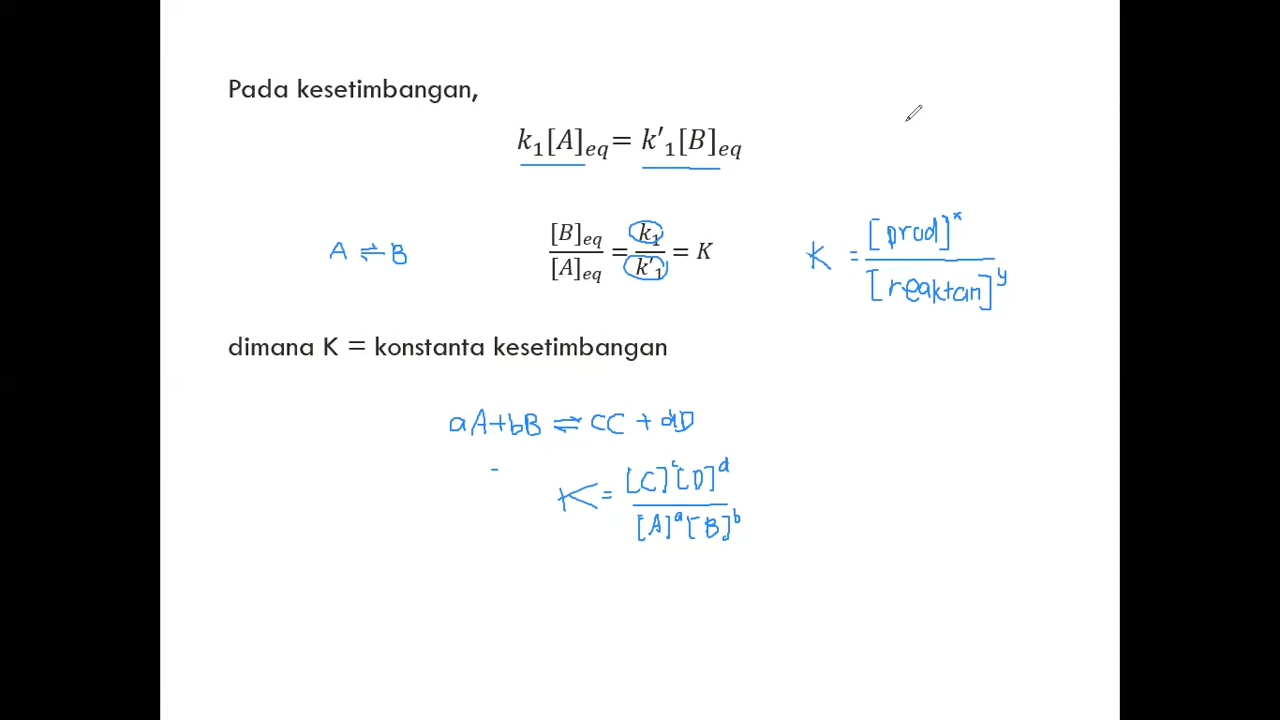 Pada kesetimbangan,
k₁[A]eq = k′₁[B]eq
A ⇌ B
[B]eq/[A]eq = k₁/k′₁ = K
K = [prod]ˣ/[reaktan]ʸ
dimana K = konstanta kesetimbangan
aA+bB ⇌ cC + dD
K = [C]ᶜ[D]ᵈ/[A]ᵃ[B]ᵇ